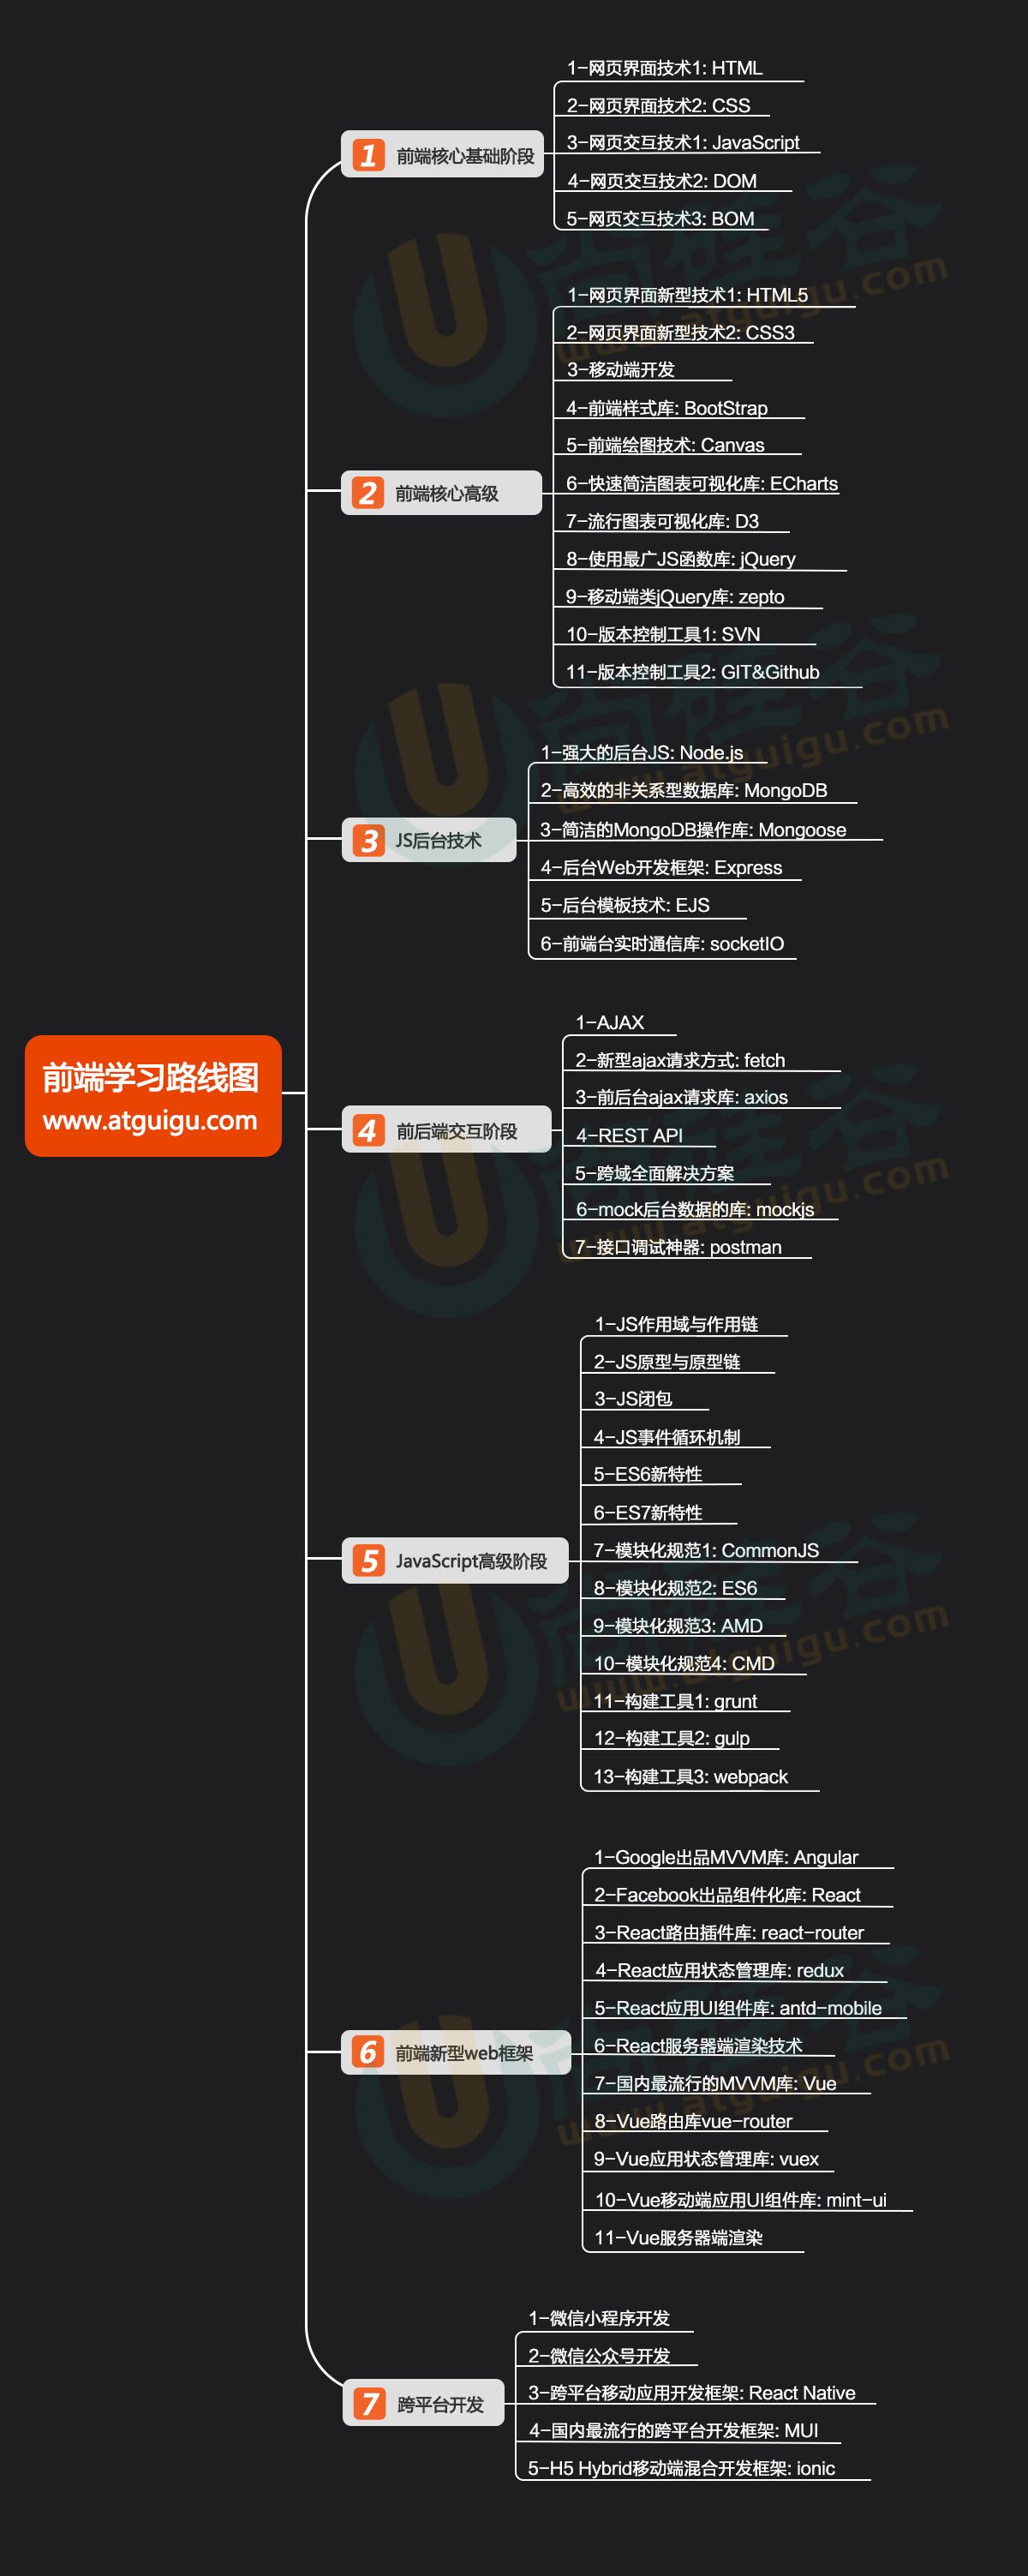 前端学习路线图
www.atguigu.com
1 前端核心基础阶段
1-网页界面技术1: HTML
2-网页界面技术2: CSS
3-网页交互技术1: JavaScript
4-网页交互技术2: DOM
5-网页交互技术3: BOM
2 前端核心高级
1-网页界面新型技术1: HTML5
2-网页界面新型技术2: CSS3
3-移动端开发
4-前端样式库: BootStrap
5-前端绘图技术: Canvas
6-快速简洁图表可视化库: ECharts
7-流行图表可视化库: D3
8-使用最广JS函数库: jQuery
9-移动端类jQuery库: zepto
10-版本控制工具1: SVN
11-版本控制工具2: GIT&Github
3 JS后台技术
1-强大的后台JS: Node.js
2-高效的非关系型数据库: MongoDB
3-简洁的MongoDB操作库: Mongoose
4-后台Web开发框架: Express
5-后台模板技术: EJS
6-前端台实时通信库: socketIO
4 前后端交互阶段
1-AJAX
2-新型ajax请求方式: fetch
3-前后台ajax请求库: axios
4-REST API
5-跨域全面解决方案
6-mock后台数据的库: mockjs
7-接口调试神器: postman
5 JavaScript高级阶段
1-JS作用域与作用链
2-JS原型与原型链
3-JS闭包
4-JS事件循环机制
5-ES6新特性
6-ES7新特性
7-模块化规范1: CommonJS
8-模块化规范2: ES6
9-模块化规范3: AMD
10-模块化规范4: CMD
11-构建工具1: grunt
12-构建工具2: gulp
13-构建工具3: webpack
6 前端新型web框架
1-Google出品MVVM库: Angular
2-Facebook出品组件化库: React
3-React路由插件库: react-router
4-React应用状态管理库: redux
5-React应用UI组件库: antd-mobile
6-React服务器端渲染技术
7-国内最流行的MVVM库: Vue
8-Vue路由库vue-router
9-Vue应用状态管理库: vuex
10-Vue移动端应用UI组件库: mint-ui
11-Vue服务器端渲染
7 跨平台开发
1-微信小程序开发
2-微信公众号开发
3-跨平台移动应用开发框架: React Native
4-国内最流行的跨平台开发框架: MUI
5-H5 Hybrid移动端混合开发框架: ionic
尚硅谷
www.atguigu.com
尚硅谷
www.atguigu.com
尚硅谷
www.atguigu.com
尚硅谷
www.atguigu.com
尚硅谷
www.atguigu.com